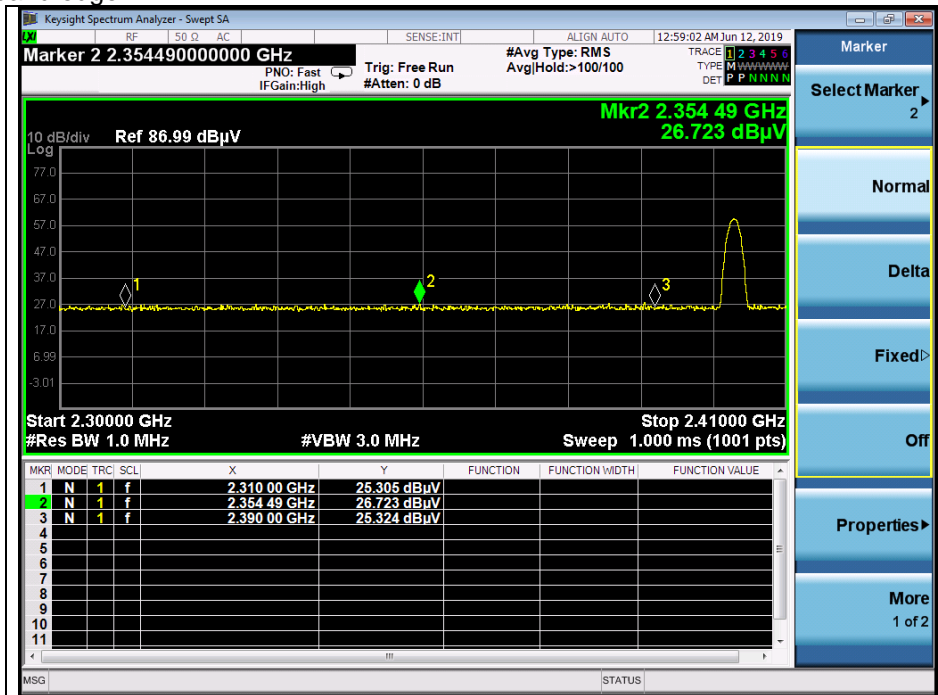 Keysight Spectrum Analyzer - Swept SA
LXI RF 50 Ω AC SENSE:INT ALIGN AUTO 12:59:02 AM Jun 12, 2019
Marker 2 2.354490000000 GHz
PNO: Fast
IFGain:High
Trig: Free Run
#Atten: 0 dB
#Avg Type: RMS
Avg|Hold:>100/100
TRACE 1 2 3 4 5 6
TYPE M W W W W W
DET P P N N N N
Mkr2 2.354 49 GHz
26.723 dBµV
10 dB/div Ref 86.99 dBµV
Log
77.0
67.0
57.0
47.0
37.0
27.0
17.0
6.99
-3.01
1
2
3
Start 2.30000 GHz Stop 2.41000 GHz
#Res BW 1.0 MHz #VBW 3.0 MHz Sweep 1.000 ms (1001 pts)
MKR MODE TRC SCL X Y FUNCTION FUNCTION WIDTH FUNCTION VALUE
1 N 1 f 2.310 00 GHz 25.305 dBµV
2 N 1 f 2.354 49 GHz 26.723 dBµV
3 N 1 f 2.390 00 GHz 25.324 dBµV
4
5
6
7
8
9
10
11
MSG STATUS
Marker
Select Marker
2
Normal
Delta
Fixed
Off
Properties
More
1 of 2